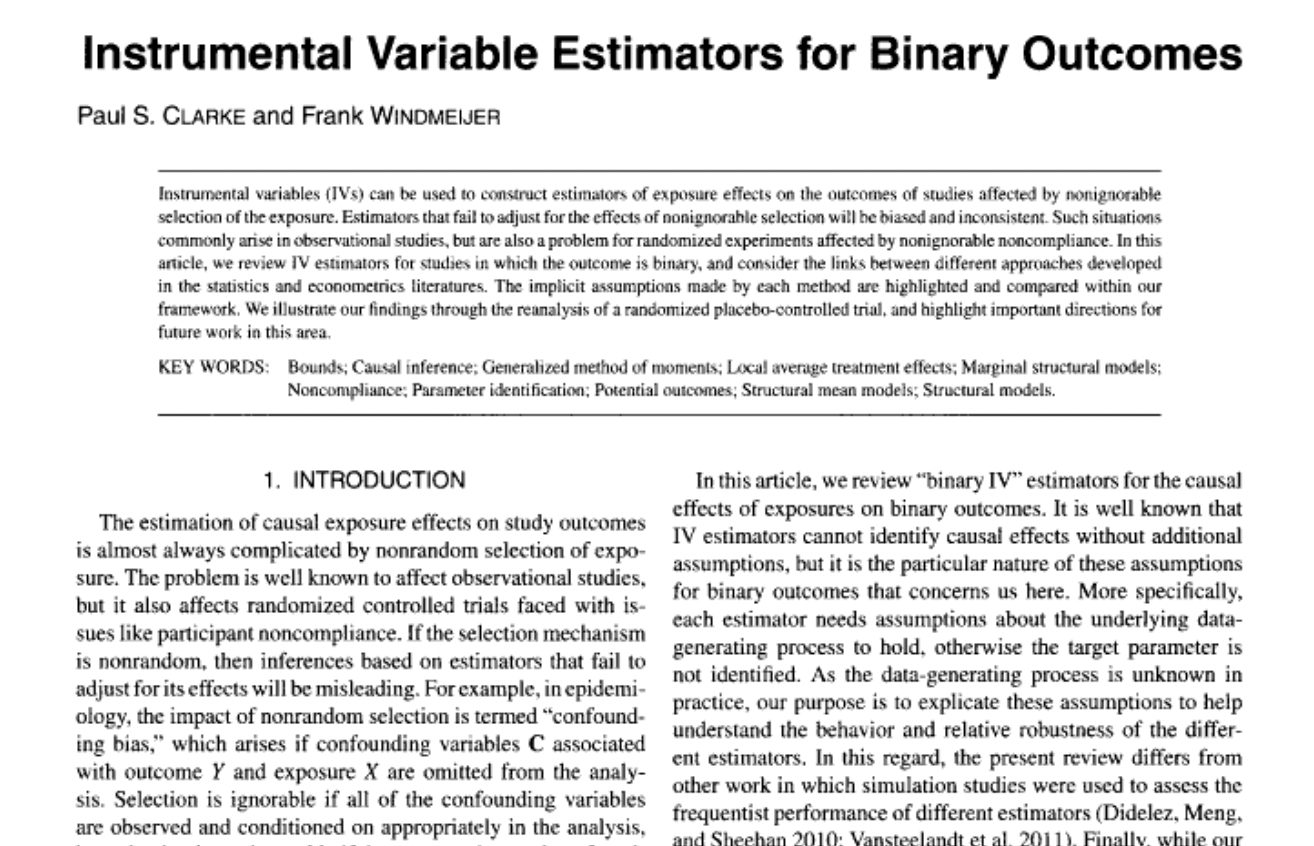 Instrumental Variable Estimators for Binary Outcomes
Paul S. CLARKE and Frank WINDMEIJER
Instrumental variables (IVs) can be used to construct estimators of exposure effects on the outcomes of studies affected by nonignorable
selection of the exposure. Estimators that fail to adjust for the effects of nonignorable selection will be biased and inconsistent. Such situations
commonly arise in observational studies, but are also a problem for randomized experiments affected by nonignorable noncompliance. In this
article, we review IV estimators for studies in which the outcome is binary, and consider the links between different approaches developed
in the statistics and econometrics literatures. The implicit assumptions made by each method are highlighted and compared within our
framework. We illustrate our findings through the reanalysis of a randomized placebo-controlled trial, and highlight important directions for
future work in this area.
KEY WORDS: Bounds; Causal inference; Generalized method of moments; Local average treatment effects; Marginal structural models;
Noncompliance; Parameter identification; Potential outcomes; Structural mean models; Structural models.
1. INTRODUCTION
The estimation of causal exposure effects on study outcomes
is almost always complicated by nonrandom selection of expo-
sure. The problem is well known to affect observational studies,
but it also affects randomized controlled trials faced with is-
sues like participant noncompliance. If the selection mechanism
is nonrandom, then inferences based on estimators that fail to
adjust for its effects will be misleading. For example, in epidemi-
ology, the impact of nonrandom selection is termed “confound-
ing bias,” which arises if confounding variables C associated
with outcome Y and exposure X are omitted from the analy-
sis. Selection is ignorable if all of the confounding variables
are observed and conditioned on appropriately in the analysis,
In this article, we review “binary IV” estimators for the causal
effects of exposures on binary outcomes. It is well known that
IV estimators cannot identify causal effects without additional
assumptions, but it is the particular nature of these assumptions
for binary outcomes that concerns us here. More specifically,
each estimator needs assumptions about the underlying data-
generating process to hold, otherwise the target parameter is
not identified. As the data-generating process is unknown in
practice, our purpose is to explicate these assumptions to help
understand the behavior and relative robustness of the differ-
ent estimators. In this regard, the present review differs from
other work in which simulation studies were used to assess the
frequentist performance of different estimators (Didelez, Meng,
and Sheehan 2010; Vansteelandt et al. 2011). Finally, while our